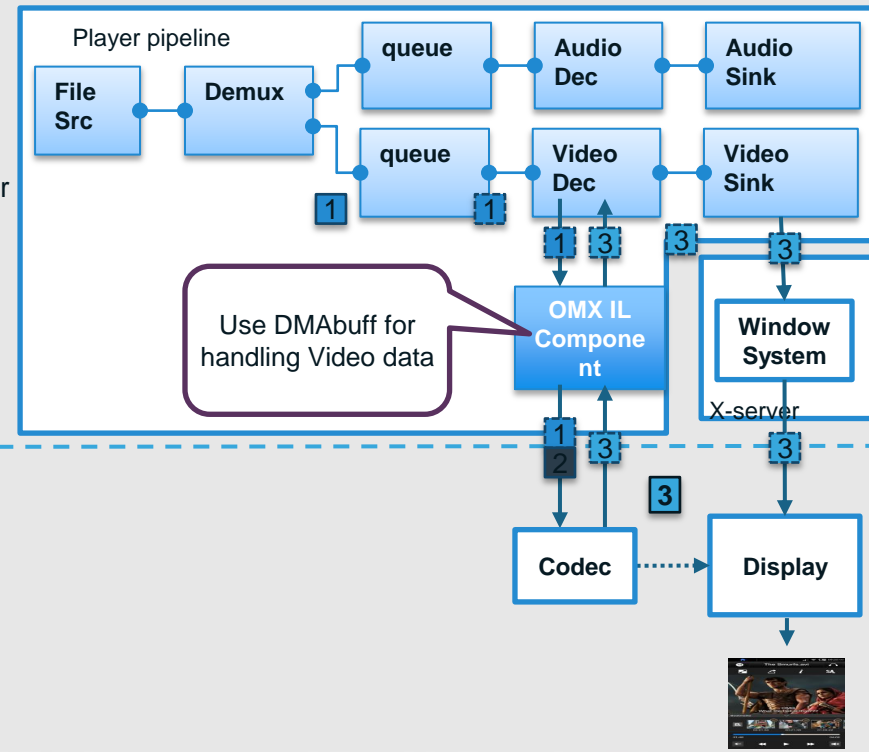 Player pipeline
queue
Audio
Dec
Audio
Sink
File
Src
Demux
queue
Video
Dec
Video
Sink
r
1
1
1
3
3
3
Use DMAbuff for
handling Video data
OMX IL
Compone
nt
Window
System
X-server
1
2
3
3
3
Codec
Display